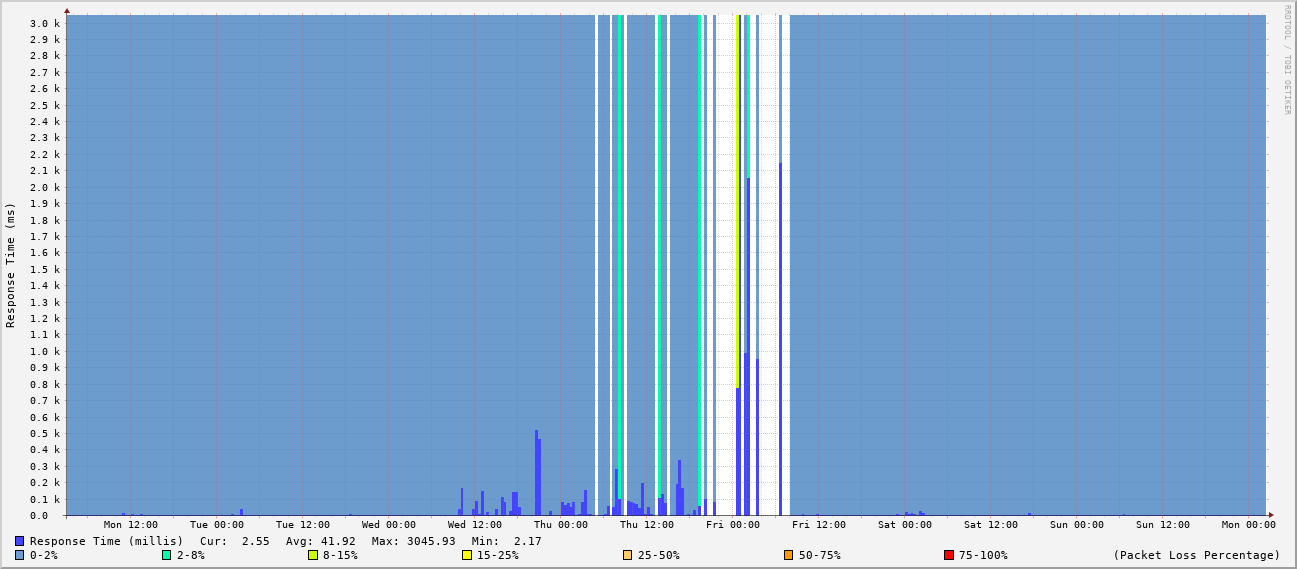 RRDTOOL / TOBI OETIKER
Response Time (ms)
3.0 k
2.9 k
2.8 k
2.7 k
2.6 k
2.5 k
2.4 k
2.3 k
2.2 k
2.1 k
2.0 k
1.9 k
1.8 k
1.7 k
1.6 k
1.5 k
1.4 k
1.3 k
1.2 k
1.1 k
1.0 k
0.9 k
0.8 k
0.7 k
0.6 k
0.5 k
0.4 k
0.3 k
0.2 k
0.1 k
0.0
Mon 12:00 Tue 00:00 Tue 12:00 Wed 00:00 Wed 12:00 Thu 00:00 Thu 12:00 Fri 00:00 Fri 12:00 Sat 00:00 Sat 12:00 Sun 00:00 Sun 12:00 Mon 00:00
Response Time (millis) Cur: 2.55 Avg: 41.92 Max: 3045.93 Min: 2.17
0-2% 2-8% 8-15% 15-25% 25-50% 50-75% 75-100% (Packet Loss Percentage)